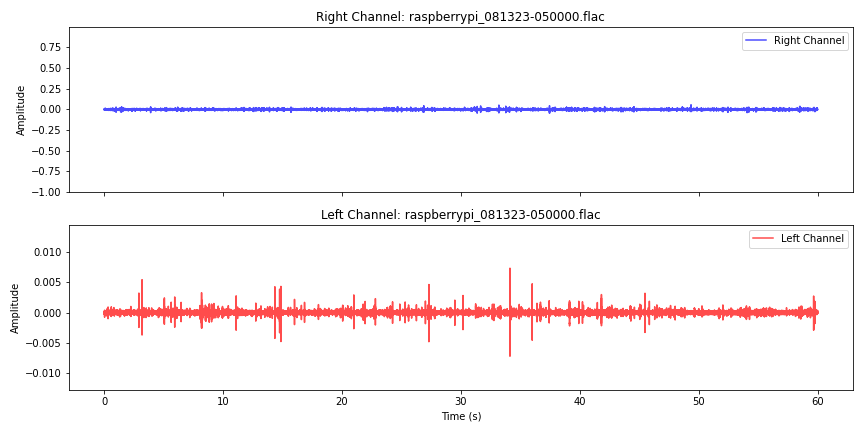 Right Channel: raspberrypi_081323-050000.flac
Right Channel
Amplitude
0.75
0.50
0.25
0.00
−0.25
−0.50
−0.75
−1.00
Left Channel: raspberrypi_081323-050000.flac
Left Channel
Amplitude
0.010
0.005
0.000
−0.005
−0.010
0 10 20 30 40 50 60
Time (s)